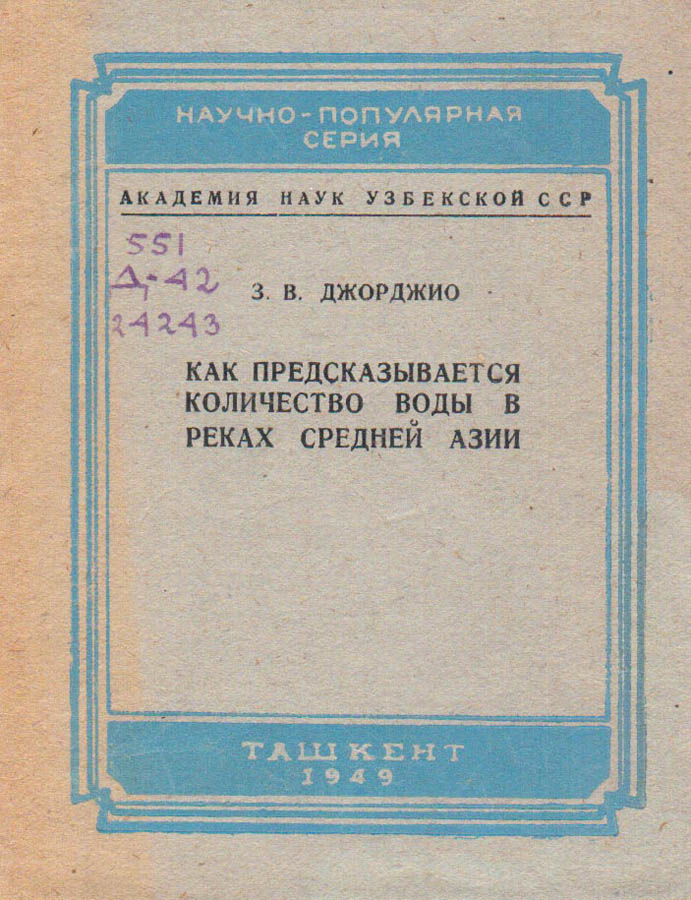 НАУЧНО-ПОПУЛЯРНАЯ
СЕРИЯ
АКАДЕМИЯ НАУК УЗБЕКСКОЙ ССР
551
Д-42
24243
З. В. ДЖОРДЖИО
КАК ПРЕДСКАЗЫВАЕТСЯ
КОЛИЧЕСТВО ВОДЫ В
РЕКАХ СРЕДНЕЙ АЗИИ
ТАШКЕНТ
1949